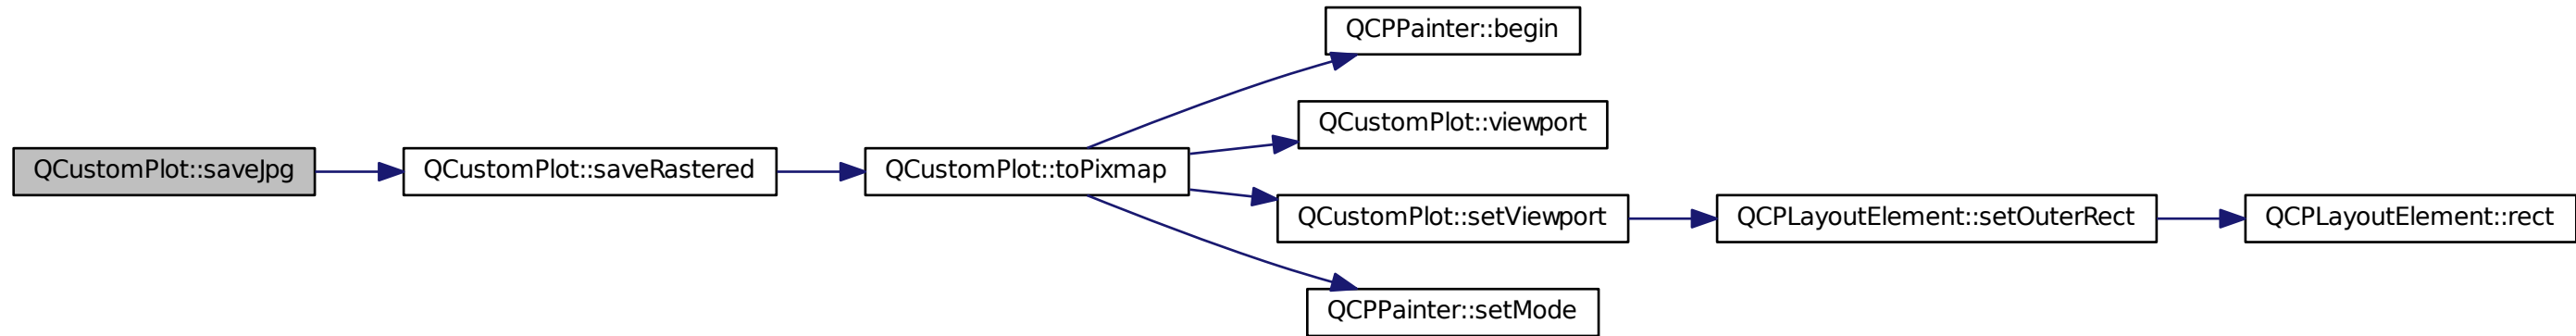 QCPPainter::begin
QCustomPlot::viewport
QCustomPlot::saveJpg
QCustomPlot::saveRastered
QCustomPlot::toPixmap
QCustomPlot::setViewport
QCPLayoutElement::setOuterRect
QCPLayoutElement::rect
QCPPainter::setMode